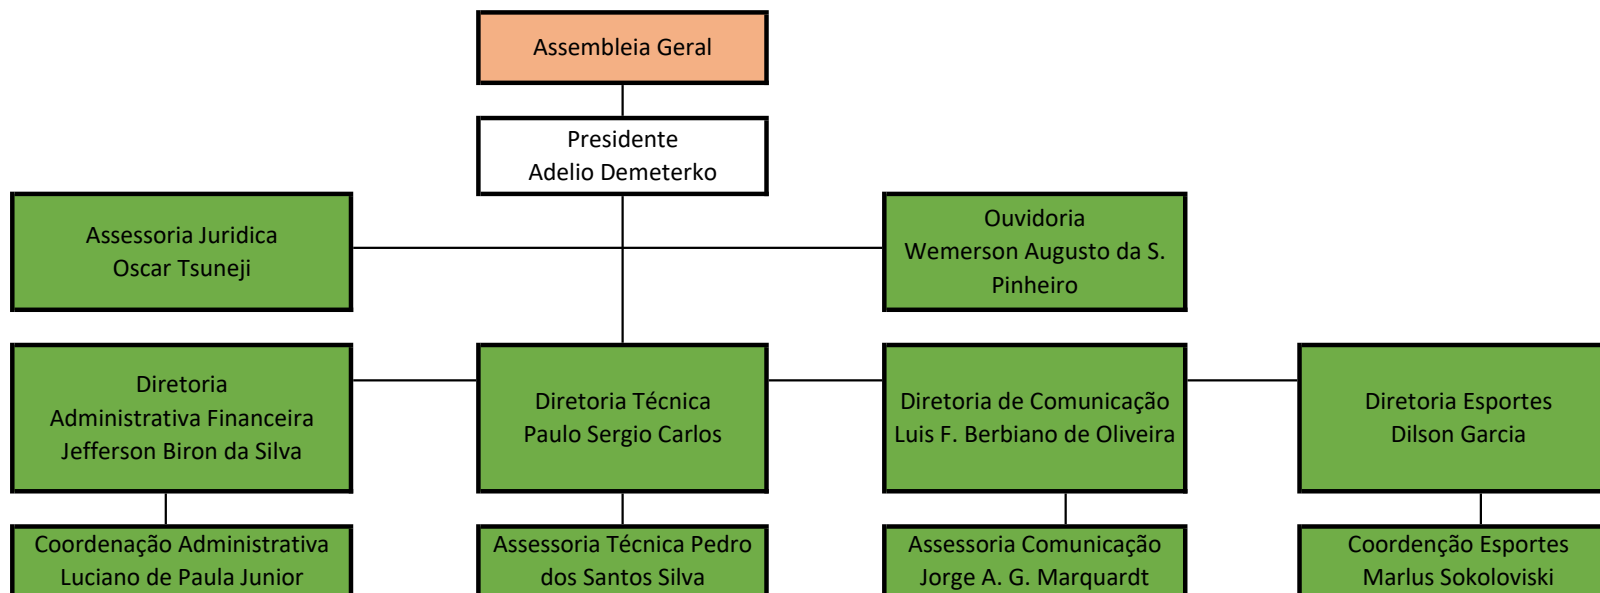 Assembleia Geral
Presidente
Adelio Demeterko
Assessoria Juridica
Oscar Tsuneji
Ouvidoria
Wemerson Augusto da S.
Pinheiro
Diretoria
Administrativa Financeira
Jefferson Biron da Silva
Diretoria Técnica
Paulo Sergio Carlos
Diretoria de Comunicação
Luis F. Berbiano de Oliveira
Diretoria Esportes
Dilson Garcia
Coordenação Administrativa
Luciano de Paula Junior
Assessoria Técnica Pedro
dos Santos Silva
Assessoria Comunicação
Jorge A. G. Marquardt
Coordenção Esportes
Marlus Sokoloviski